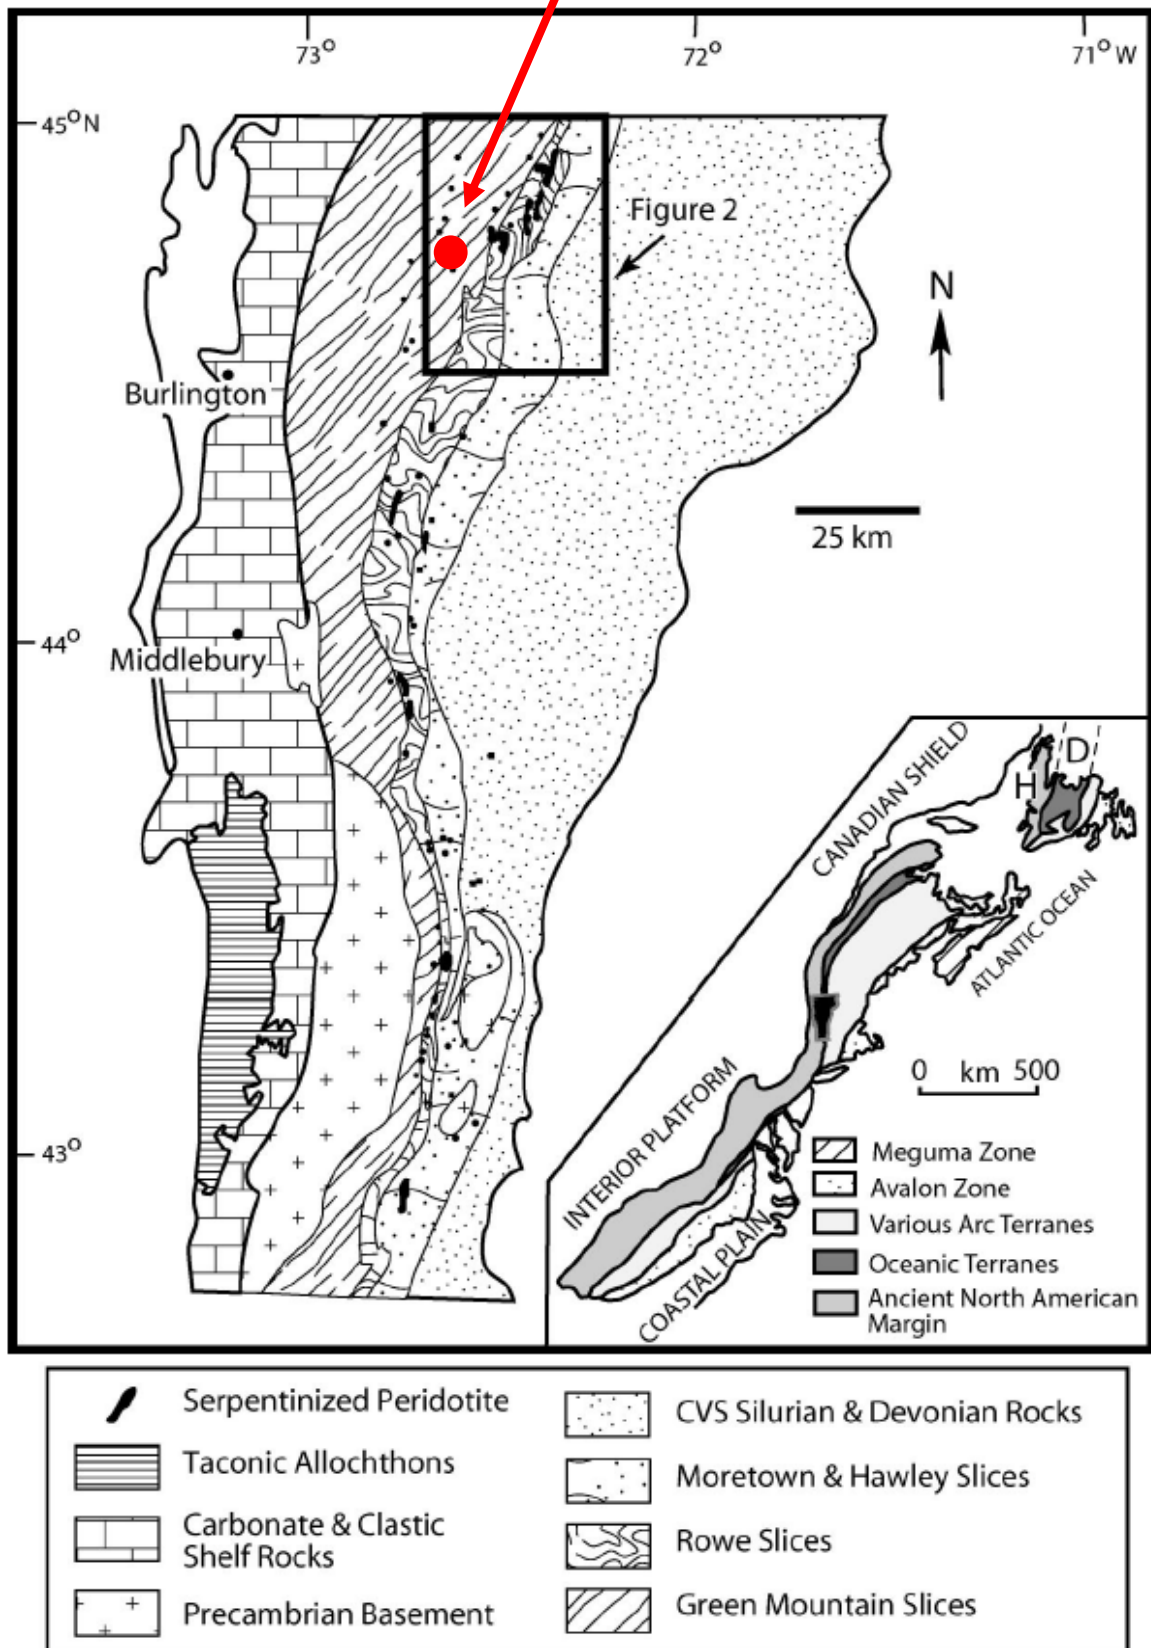 73°
72°
71° W
45° N
Figure 2
N
Burlington
25 km
44°
Middlebury
CANADIAN SHIELD
D
H
ATLANTIC OCEAN
0 km 500
INTERIOR PLATFORM
43°
COASTAL PLAIN
Meguma Zone
Avalon Zone
Various Arc Terranes
Oceanic Terranes
Ancient North American
Margin
Serpentinized Peridotite
Taconic Allochthons
Carbonate & Clastic
Shelf Rocks
Precambrian Basement
CVS Silurian & Devonian Rocks
Moretown & Hawley Slices
Rowe Slices
Green Mountain Slices